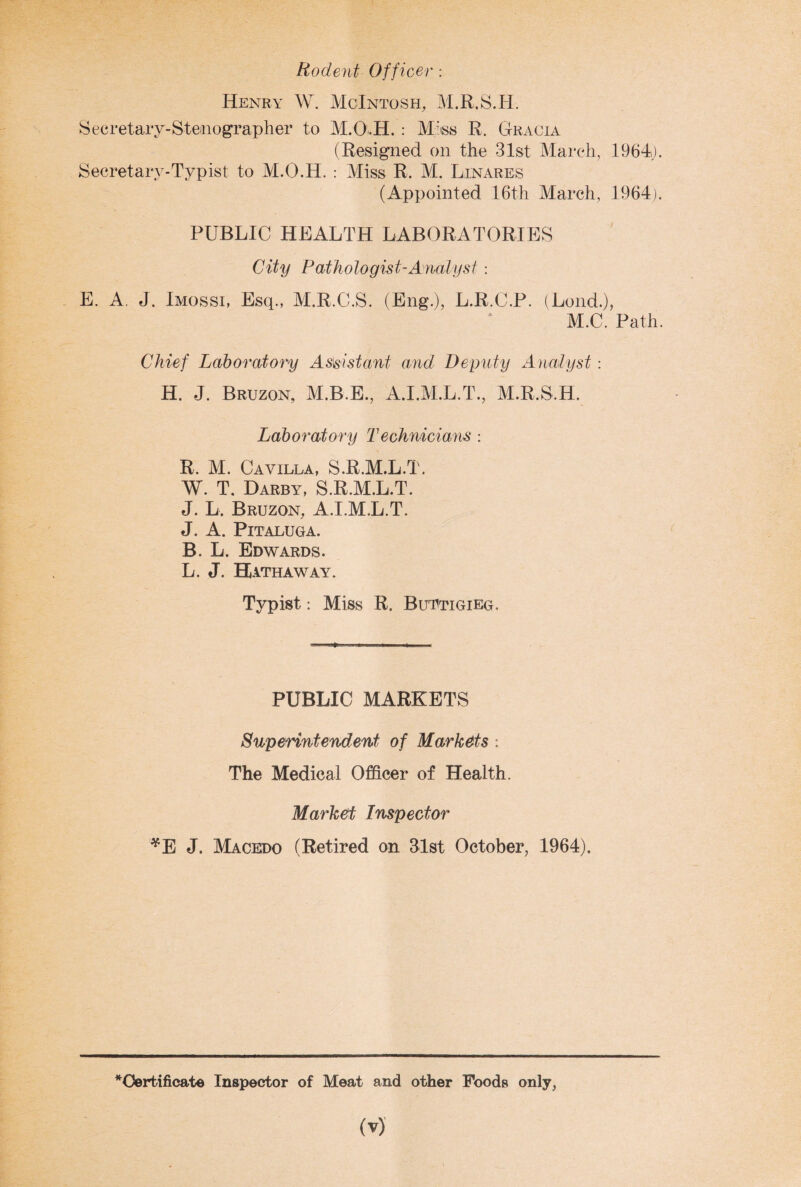 Rodent Officer :
HENRY W. MCINTOSH, M.R.S.H.
Secretary-Stenographer to M.O.H. : Miss R. GRACIA
(Resigned on the 31st March, 1964).
Secretary-Typist to M.O.H. : Miss R. M. LINARES
(Appointed 16th March, 1964).
PUBLIC HEALTH LABORATORIES
City Pathologist-Analyst :
E. A. J. IMOSSI, Esq., M.R.C.S. (Eng.), L.R.C.P. (Lond.),
M.C. Path.
Chief Laboratory Assistant and Deputy Analyst :
H. J. BRUZON, M.B.E., A.I.M.L.T., M.R.S.H.
Laboratory Technicians :
R. M. CAVILLA, S.R.M.L.T.
W. T. DARBY, S.R.M.L.T.
J. L. BRUZON, A.I.M.L.T.
J. A. PITALUGA.
B. L. EDWARDS.
L. J. HATHAWAY.
Typist : Miss R. BUTTIGIEG.
PUBLIC MARKETS
Superintendent of Markets :
The Medical Officer of Health.
Market Inspector
*E J. MACEDO (Retired on 31st October, 1964).
*Certificate Inspector of Meat and other Foods only,
(v)